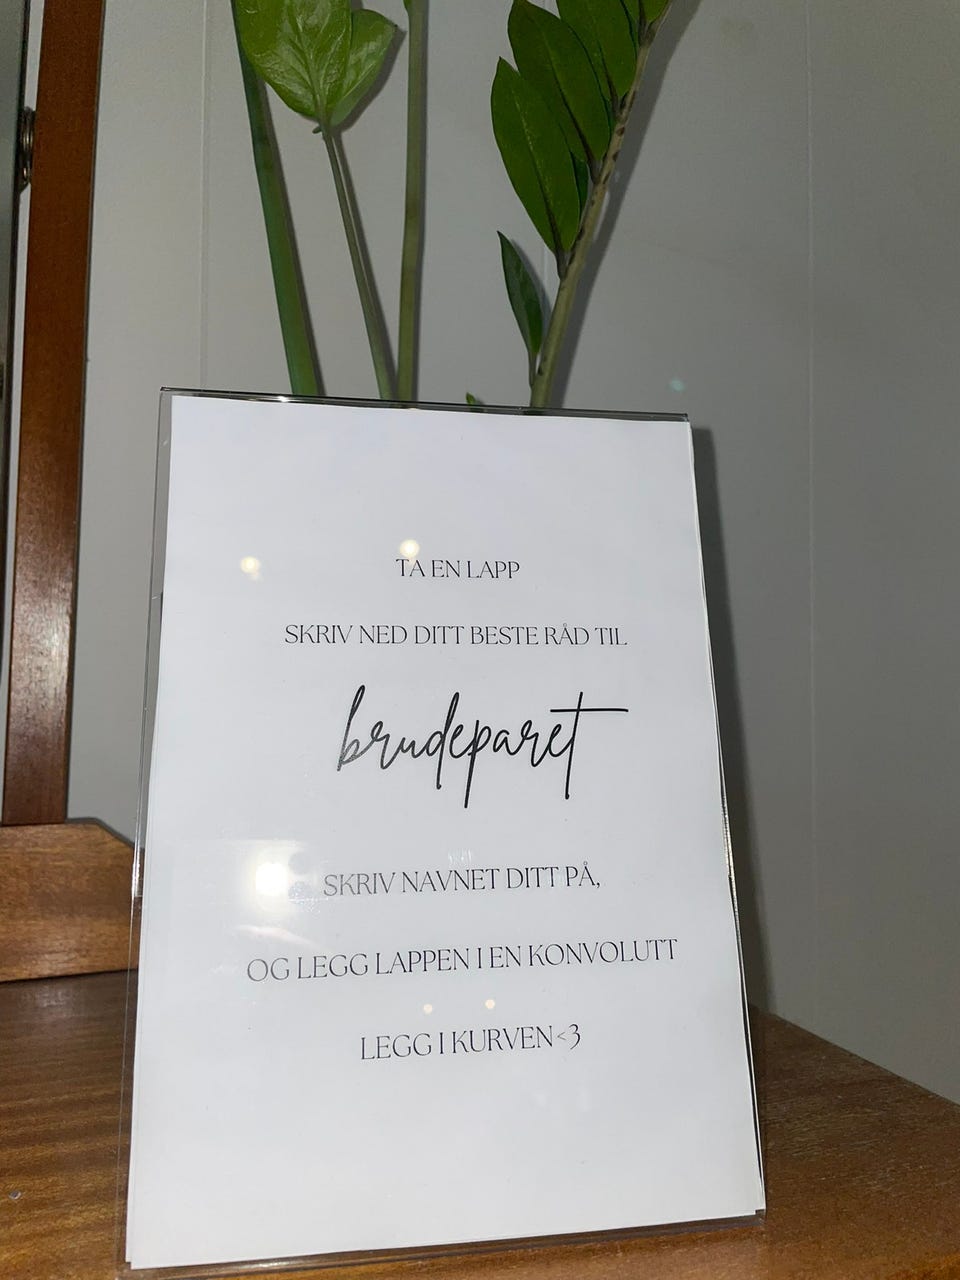 TA EN LAPP
SKRIV NED DITT BESTE RÅD TIL
brudeparet
SKRIV NAVNET DITT PÅ,
OG LEGG LAPPEN I EN KONVOLUTT
LEGG I KURVEN <3